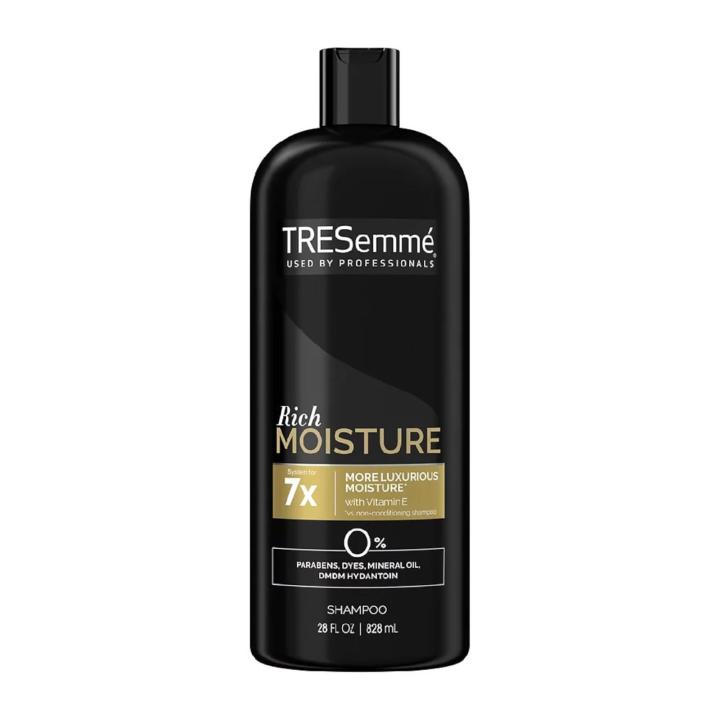 TRESemmé®
USED BY PROFESSIONALS
Rich
MOISTURE
System for
7x
MORE LUXURIOUS
MOISTURE*
with Vitamin E
*vs. non-conditioning shampoo
0%
PARABENS, DYES, MINERAL OIL,
DMDM HYDANTOIN
SHAMPOO
28 FL OZ | 828 mL